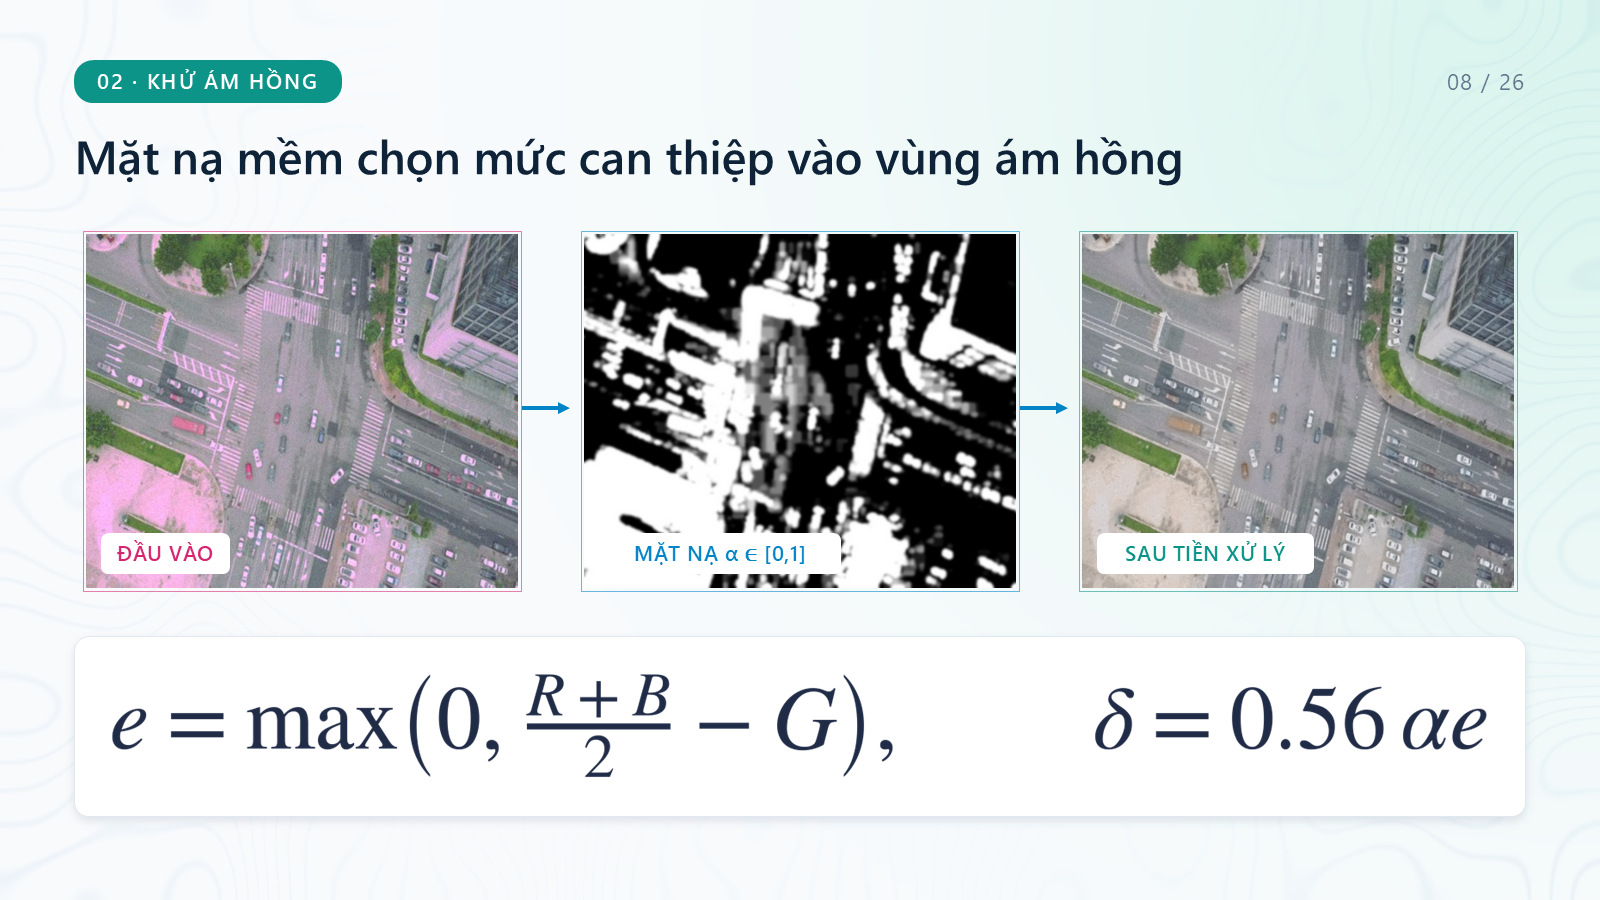 02 · KHỬ ÁM HỒNG
08 / 26
Mặt nạ mềm chọn mức can thiệp vào vùng ám hồng
ĐẦU VÀO
MẶT NẠ α ∈ [0,1]
SAU TIỀN XỬ LÝ
e = max(0, (R + B)/2 − G), δ = 0.56 αe